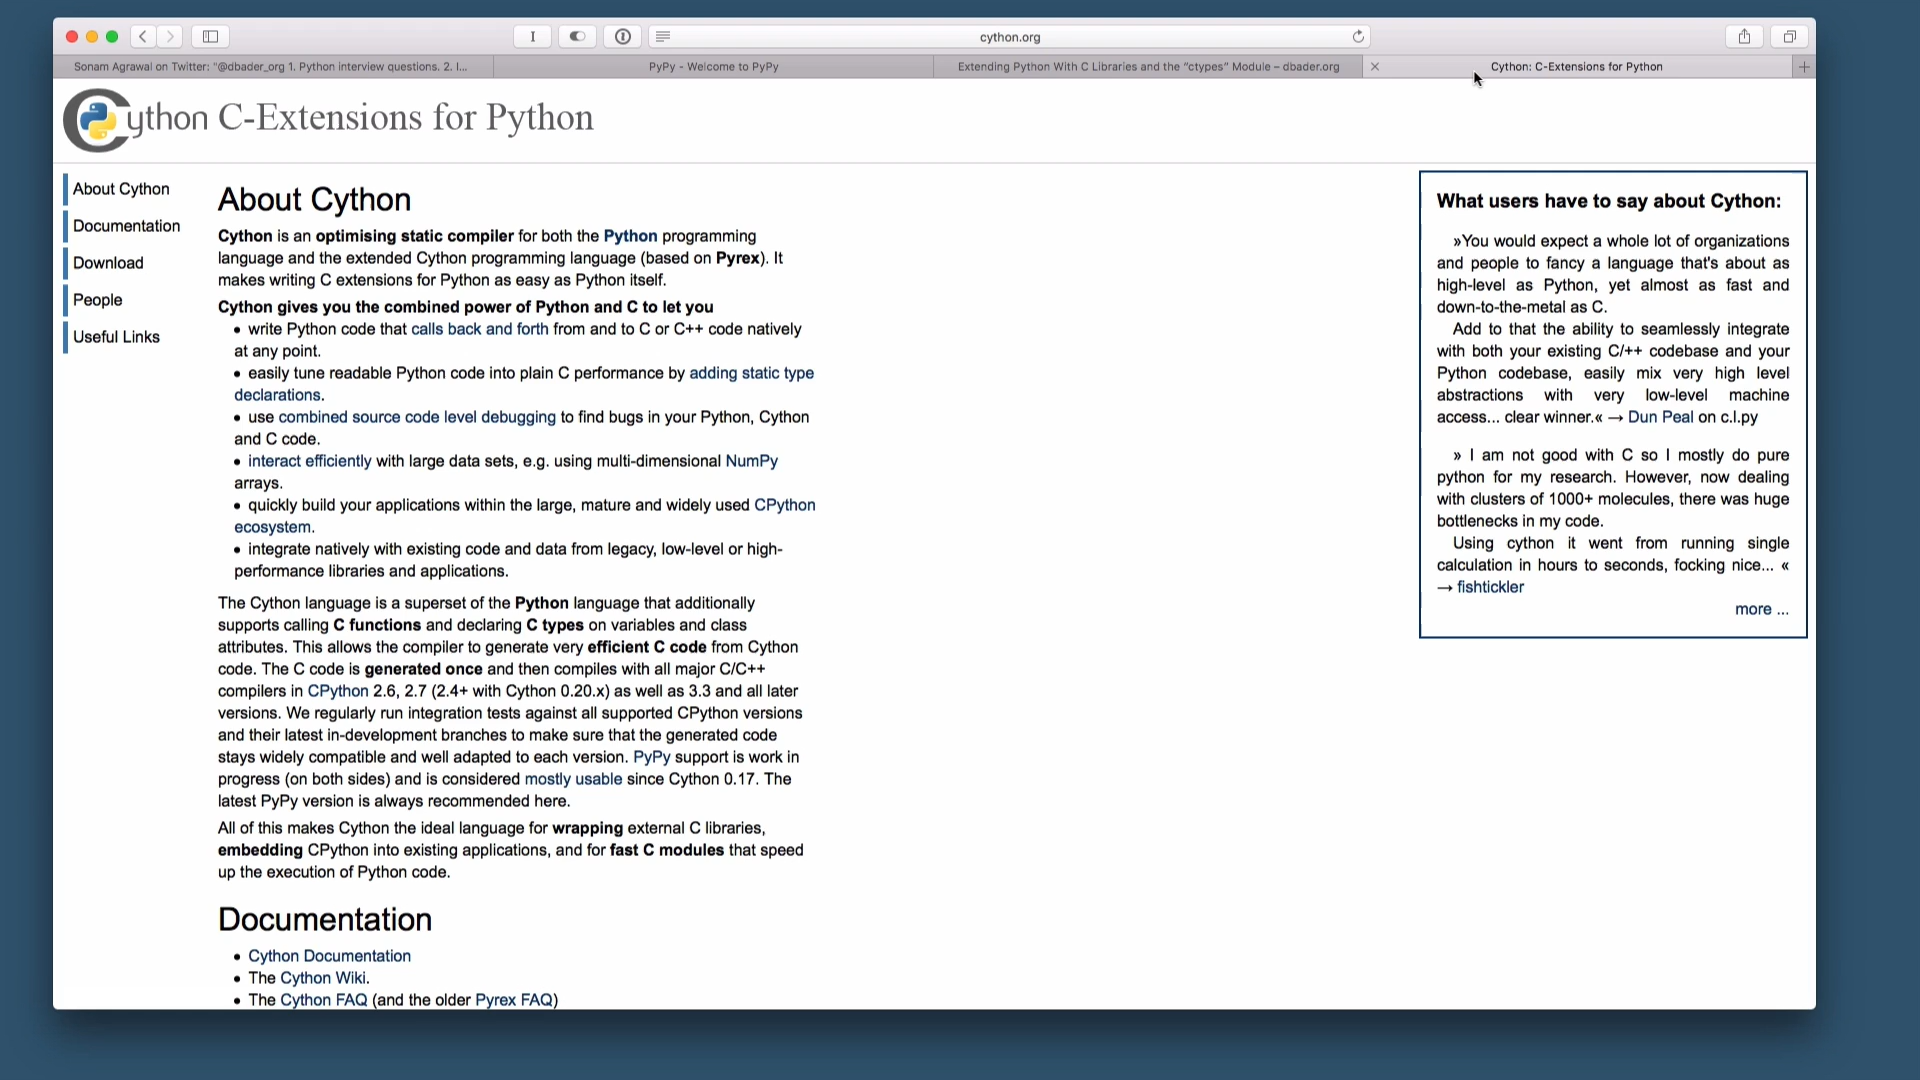 cython.org
Sonam Agrawal on Twitter: "@dbader_org 1. Python interview questions. 2. I...
PyPy - Welcome to PyPy
Extending Python With C Libraries and the “ctypes” Module – dbader.org
Cython: C-Extensions for Python
Cython C-Extensions for Python
About Cython
Documentation
Download
People
Useful Links
About Cython
Cython is an optimising static compiler for both the Python programming
language and the extended Cython programming language (based on Pyrex). It
makes writing C extensions for Python as easy as Python itself.
Cython gives you the combined power of Python and C to let you
• write Python code that calls back and forth from and to C or C++ code natively
at any point.
• easily tune readable Python code into plain C performance by adding static type
declarations.
• use combined source code level debugging to find bugs in your Python, Cython
and C code.
• interact efficiently with large data sets, e.g. using multi-dimensional NumPy
arrays.
• quickly build your applications within the large, mature and widely used CPython
ecosystem.
• integrate natively with existing code and data from legacy, low-level or high-
performance libraries and applications.
The Cython language is a superset of the Python language that additionally
supports calling C functions and declaring C types on variables and class
attributes. This allows the compiler to generate very efficient C code from Cython
code. The C code is generated once and then compiles with all major C/C++
compilers in CPython 2.6, 2.7 (2.4+ with Cython 0.20.x) as well as 3.3 and all later
versions. We regularly run integration tests against all supported CPython versions
and their latest in-development branches to make sure that the generated code
stays widely compatible and well adapted to each version. PyPy support is work in
progress (on both sides) and is considered mostly usable since Cython 0.17. The
latest PyPy version is always recommended here.
All of this makes Cython the ideal language for wrapping external C libraries,
embedding CPython into existing applications, and for fast C modules that speed
up the execution of Python code.
Documentation
• Cython Documentation
• The Cython Wiki.
• The Cython FAQ (and the older Pyrex FAQ)
What users have to say about Cython:
»You would expect a whole lot of organizations
and people to fancy a language that's about as
high-level as Python, yet almost as fast and
down-to-the-metal as C.
Add to that the ability to seamlessly integrate
with both your existing C/++ codebase and your
Python codebase, easily mix very high level
abstractions with very low-level machine
access... clear winner.« → Dun Peal on c.l.py
» I am not good with C so I mostly do pure
python for my research. However, now dealing
with clusters of 1000+ molecules, there was huge
bottlenecks in my code.
Using cython it went from running single
calculation in hours to seconds, focking nice... «
→ fishtickler
more ...